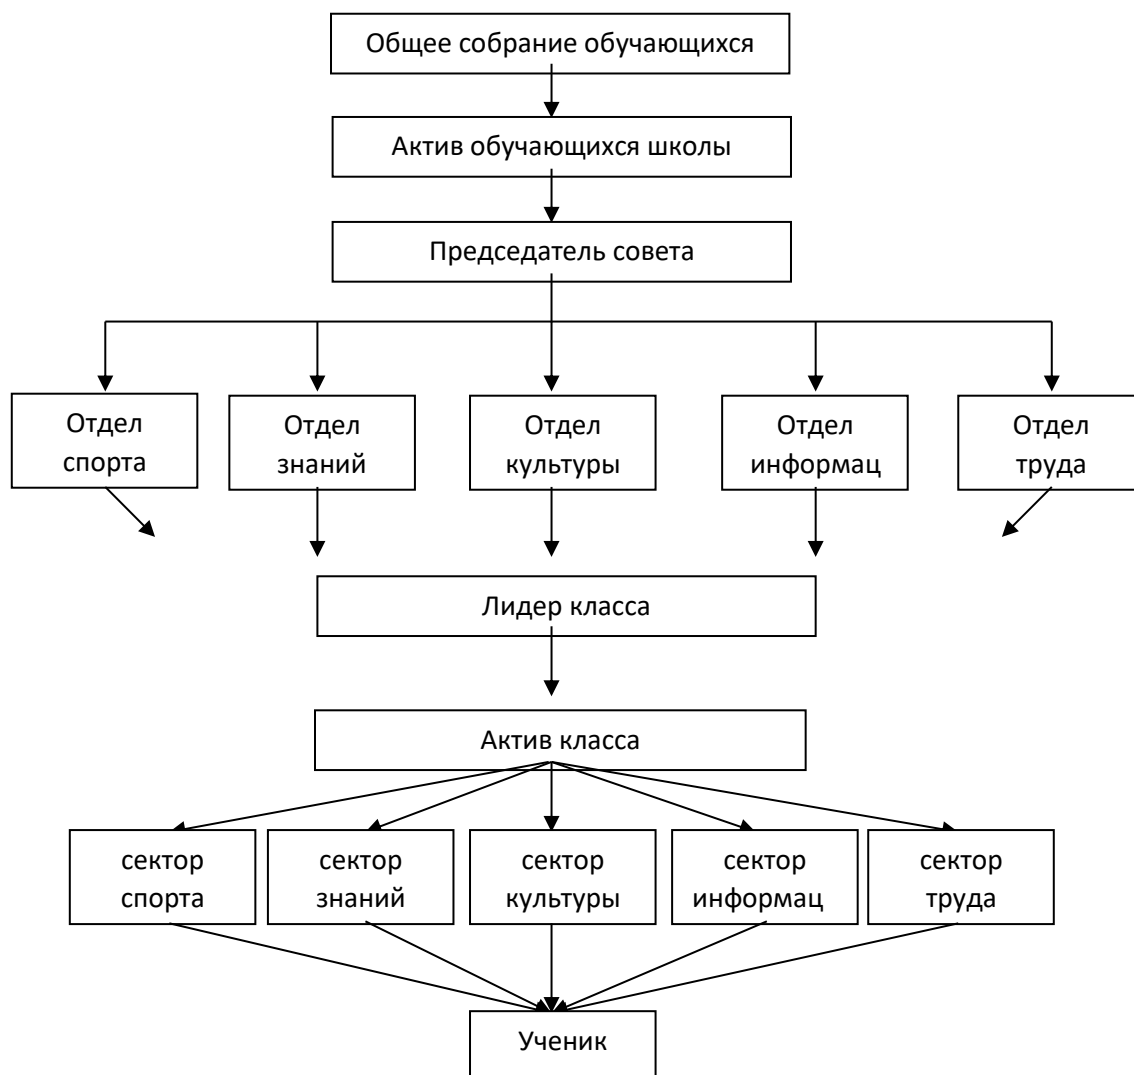 Общее собрание обучающихся
Актив обучающихся школы
Председатель совета
Отдел
спорта
Отдел
знаний
Отдел
культуры
Отдел
информац
Отдел
труда
Лидер класса
Актив класса
сектор
спорта
сектор
знаний
сектор
культуры
сектор
информац
сектор
труда
Ученик